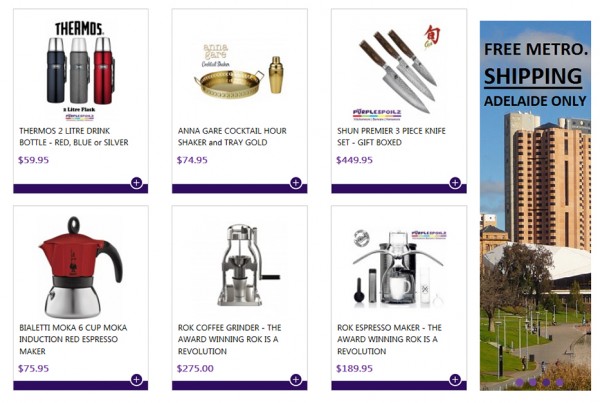 THERMOS.
2 Litre Flask
PURPLESPOILZ
THERMOS 2 LITRE DRINK
BOTTLE - RED, BLUE or SILVER
$59.95
anna
gare
Cocktail Shaker
ANNA GARE COCKTAIL HOUR
SHAKER and TRAY GOLD
$74.95
旬
PURPLESPOILZ
SHUN PREMIER 3 PIECE KNIFE
SET - GIFT BOXED
$449.95
FREE METRO.
SHIPPING
ADELAIDE ONLY
BIALETTI MOKA 6 CUP MOKA
INDUCTION RED ESPRESSO
MAKER
$75.95
ROK COFFEE GRINDER - THE
AWARD WINNING ROK IS A
REVOLUTION
$275.00
PURPLESPOILZ
ROK ESPRESSO MAKER - THE
AWARD WINNING ROK IS A
REVOLUTION
$189.95